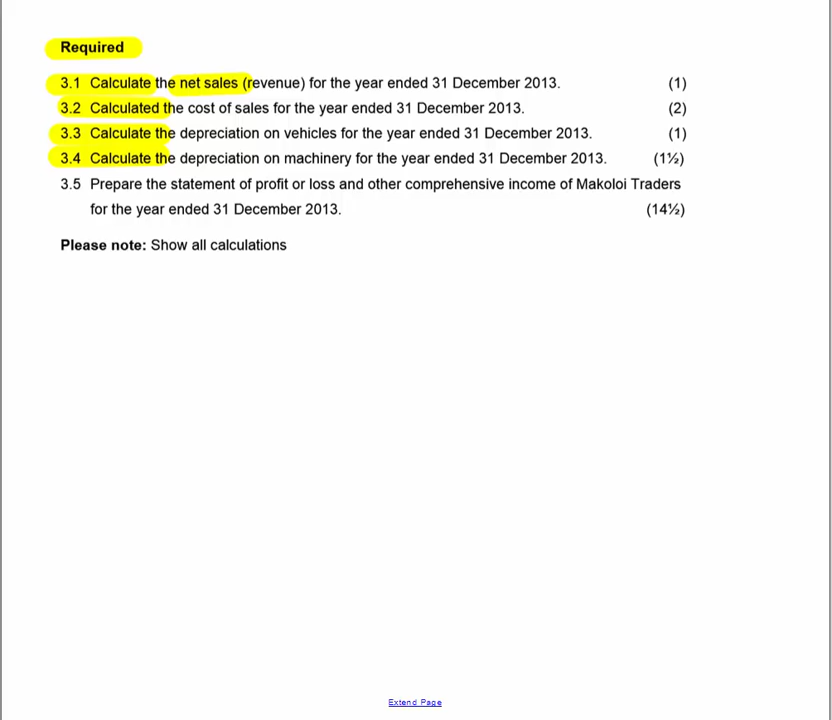 Required
3.1 Calculate the net sales (revenue) for the year ended 31 December 2013. (1)
3.2 Calculated the cost of sales for the year ended 31 December 2013. (2)
3.3 Calculate the depreciation on vehicles for the year ended 31 December 2013. (1)
3.4 Calculate the depreciation on machinery for the year ended 31 December 2013. (1½)
3.5 Prepare the statement of profit or loss and other comprehensive income of Makoloi Traders
for the year ended 31 December 2013. (14½)
Please note: Show all calculations
Extend Page